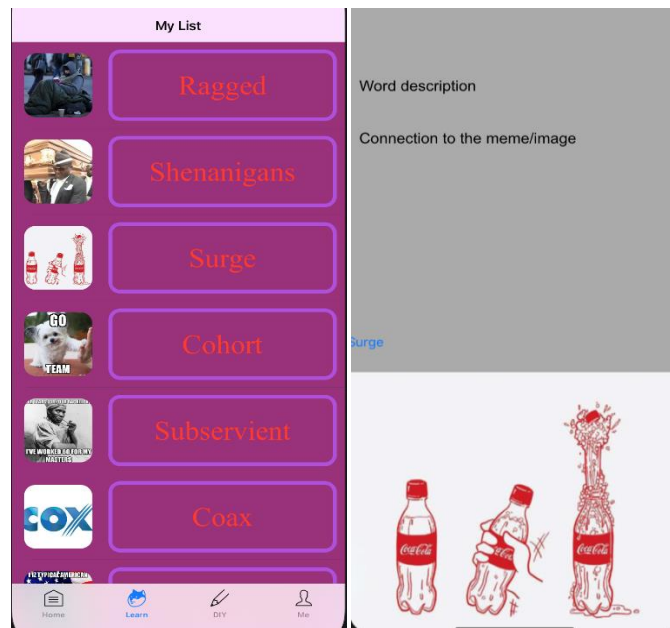 My List
Ragged
Shenanigans
Surge
GO
TEAM
Cohort
I'VE WORKED SO FOR MY
MASTERS
Subservient
COX
Coax
Home
Learn
DIY
Me
Word description
Connection to the meme/image
Surge
Coca-Cola
Coca-Cola
Coca-Cola